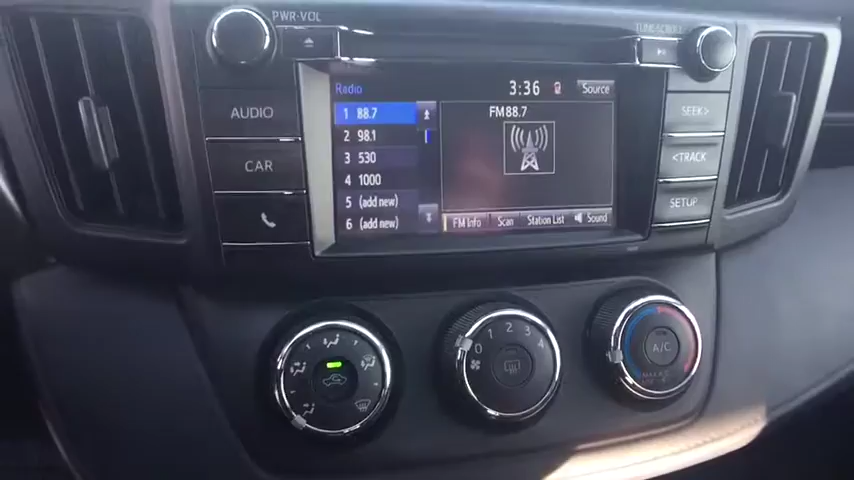 PWR·VOL
TUNE·SCROLL
Radio
3:36
Source
1 88.7
2 98.1
3 530
4 1000
5 (add new)
6 (add new)
FM88.7
FM Info
Scan
Station List
Sound
AUDIO
CAR
SEEK>
<TRACK
SETUP
0 1 2 3 4
A/C